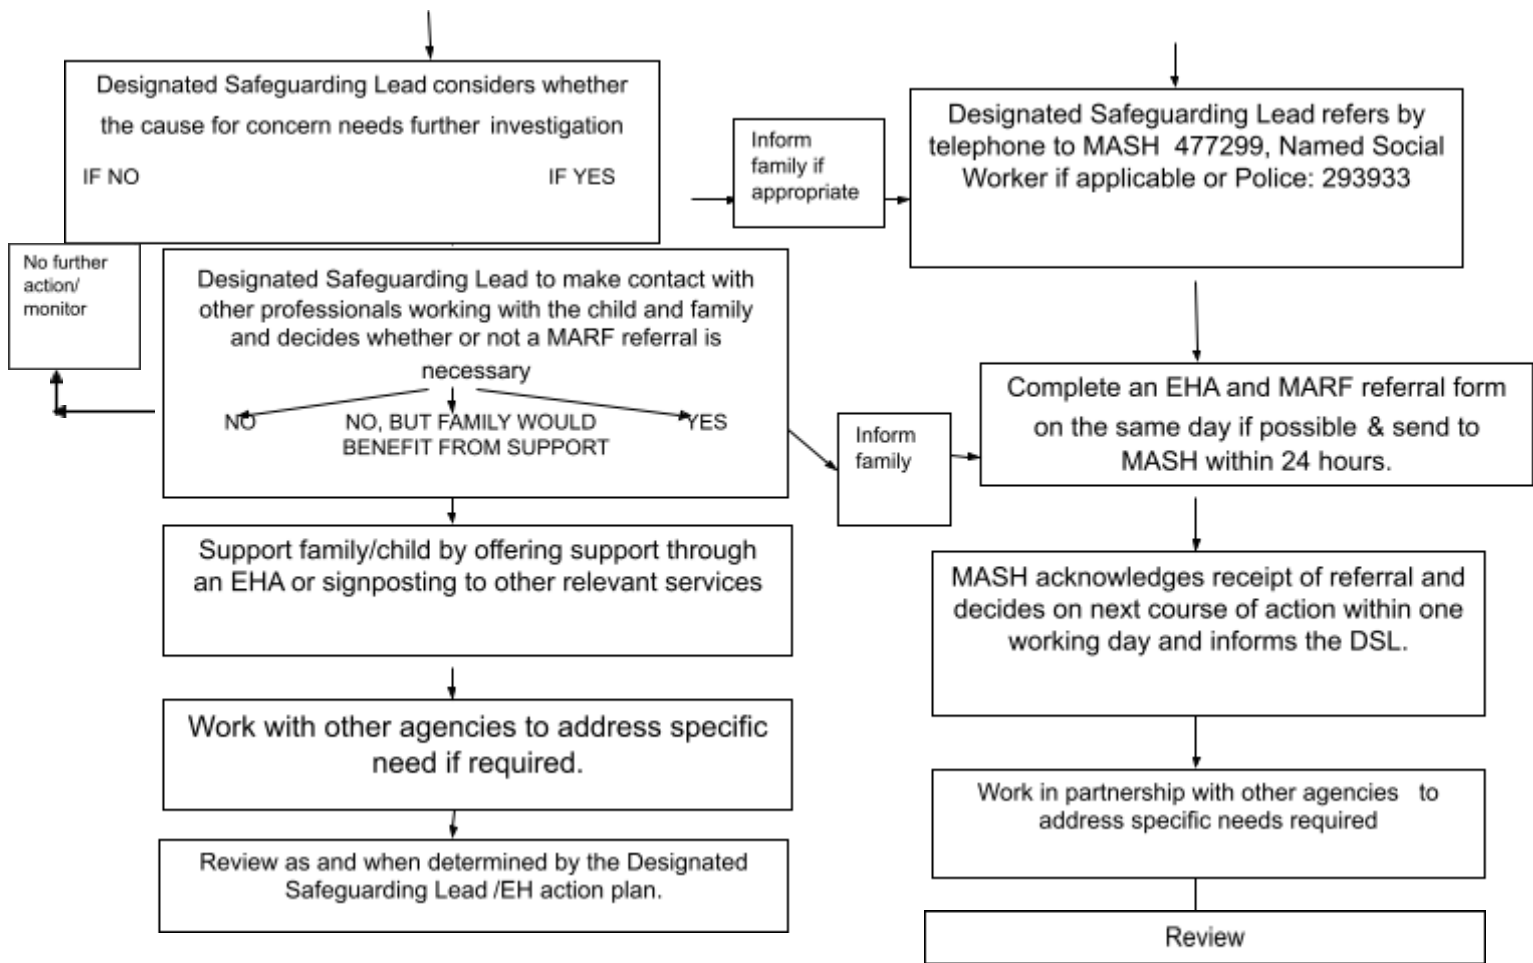 Designated Safeguarding Lead considers whether
the cause for concern needs further investigation
IF NO IF YES
Inform
family if
appropriate
Designated Safeguarding Lead refers by
telephone to MASH 477299, Named Social
Worker if applicable or Police: 293933
No further
action/
monitor
Designated Safeguarding Lead to make contact with
other professionals working with the child and family
and decides whether or not a MARF referral is
necessary
NO NO, BUT FAMILY WOULD YES
BENEFIT FROM SUPPORT
Inform
family
Complete an EHA and MARF referral form
on the same day if possible & send to
MASH within 24 hours.
Support family/child by offering support through
an EHA or signposting to other relevant services
MASH acknowledges receipt of referral and
decides on next course of action within one
working day and informs the DSL.
Work with other agencies to address specific
need if required.
Work in partnership with other agencies to
address specific needs required
Review as and when determined by the Designated
Safeguarding Lead /EH action plan.
Review